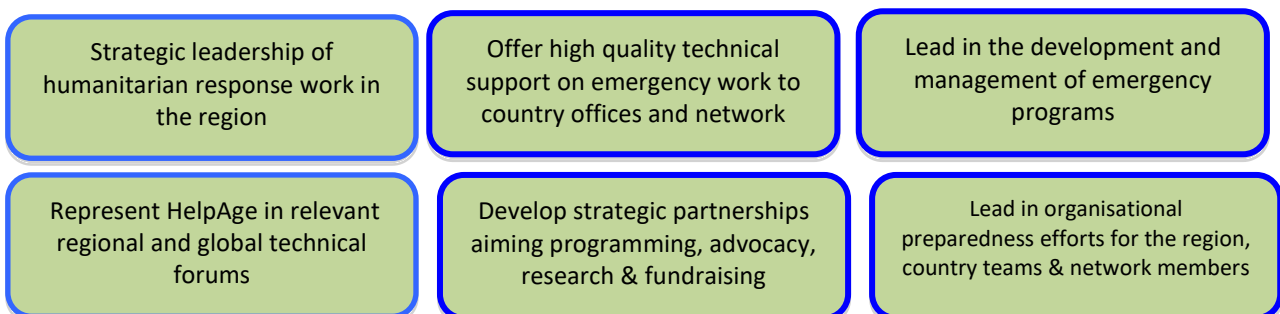 Strategic leadership of
humanitarian response work in
the region
Offer high quality technical
support on emergency work to
country offices and network
Lead in the development and
management of emergency
programs
Represent HelpAge in relevant
regional and global technical
forums
Develop strategic partnerships
aiming programming, advocacy,
research & fundraising
Lead in organisational
preparedness efforts for the region,
country teams & network members